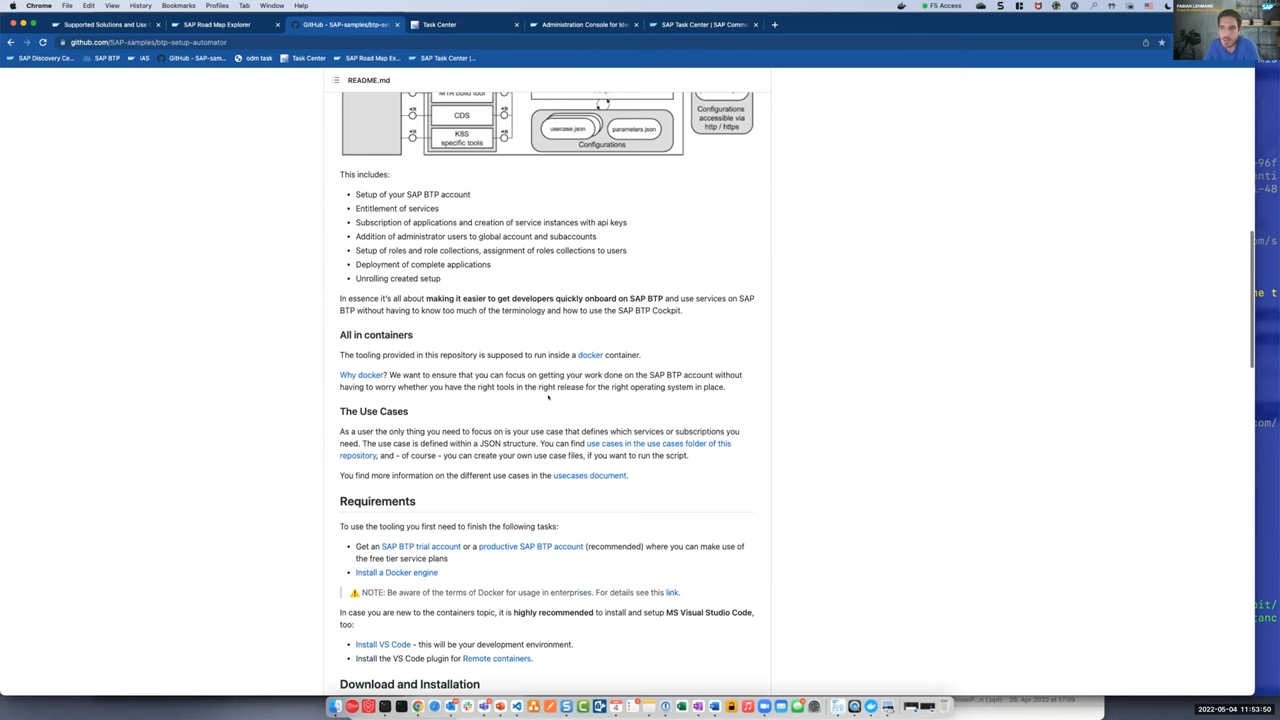 Chrome File Edit View History Bookmarks Profiles Tab Window Help
F5 Access
Supported Solutions and Use C
SAP Road Map Explorer
GitHub - SAP-samples/btp-se
Task Center
Administration Console for Ide
SAP Task Center | SAP Comm
github.com/SAP-samples/btp-setup-automator
SAP Discovery Ce...
SAP BTP
IAS
GitHub - SAP-sam...
odm task
Task Center
SAP Road Map Ex...
SAP Task Center |...
FABIAN LEHMANN
SAP
README.md
MTA build tool
CDS
K8S
specific tools
usecase.json
parameters.json
Configurations
Configurations
accessible via
http / https
This includes:
• Setup of your SAP BTP account
• Entitlement of services
• Subscription of applications and creation of service instances with api keys
• Addition of administrator users to global account and subaccounts
• Setup of roles and role collections, assignment of roles collections to users
• Deployment of complete applications
• Unrolling created setup
In essence it's all about making it easier to get developers quickly onboard on SAP BTP and use services on SAP
BTP without having to know too much of the terminology and how to use the SAP BTP Cockpit.
All in containers
The tooling provided in this repository is supposed to run inside a docker container.
Why docker? We want to ensure that you can focus on getting your work done on the SAP BTP account without
having to worry whether you have the right tools in the right release for the right operating system in place.
The Use Cases
As a user the only thing you need to focus on is your use case that defines which services or subscriptions you
need. The use case is defined within a JSON structure. You can find use cases in the use cases folder of this
repository, and - of course - you can create your own use case files, if you want to run the script.
You find more information on the different use cases in the usecases document.
Requirements
To use the tooling you first need to finish the following tasks:
• Get an SAP BTP trial account or a productive SAP BTP account (recommended) where you can make use of
the free tier service plans
• Install a Docker engine
⚠ NOTE: Be aware of the terms of Docker for usage in enterprises. For details see this link.
In case you are new to the containers topic, it is highly recommended to install and setup MS Visual Studio Code,
too:
• Install VS Code - this will be your development environment.
• Install the VS Code plugin for Remote containers.
Download and Installation
2022-05-04 11:53:50